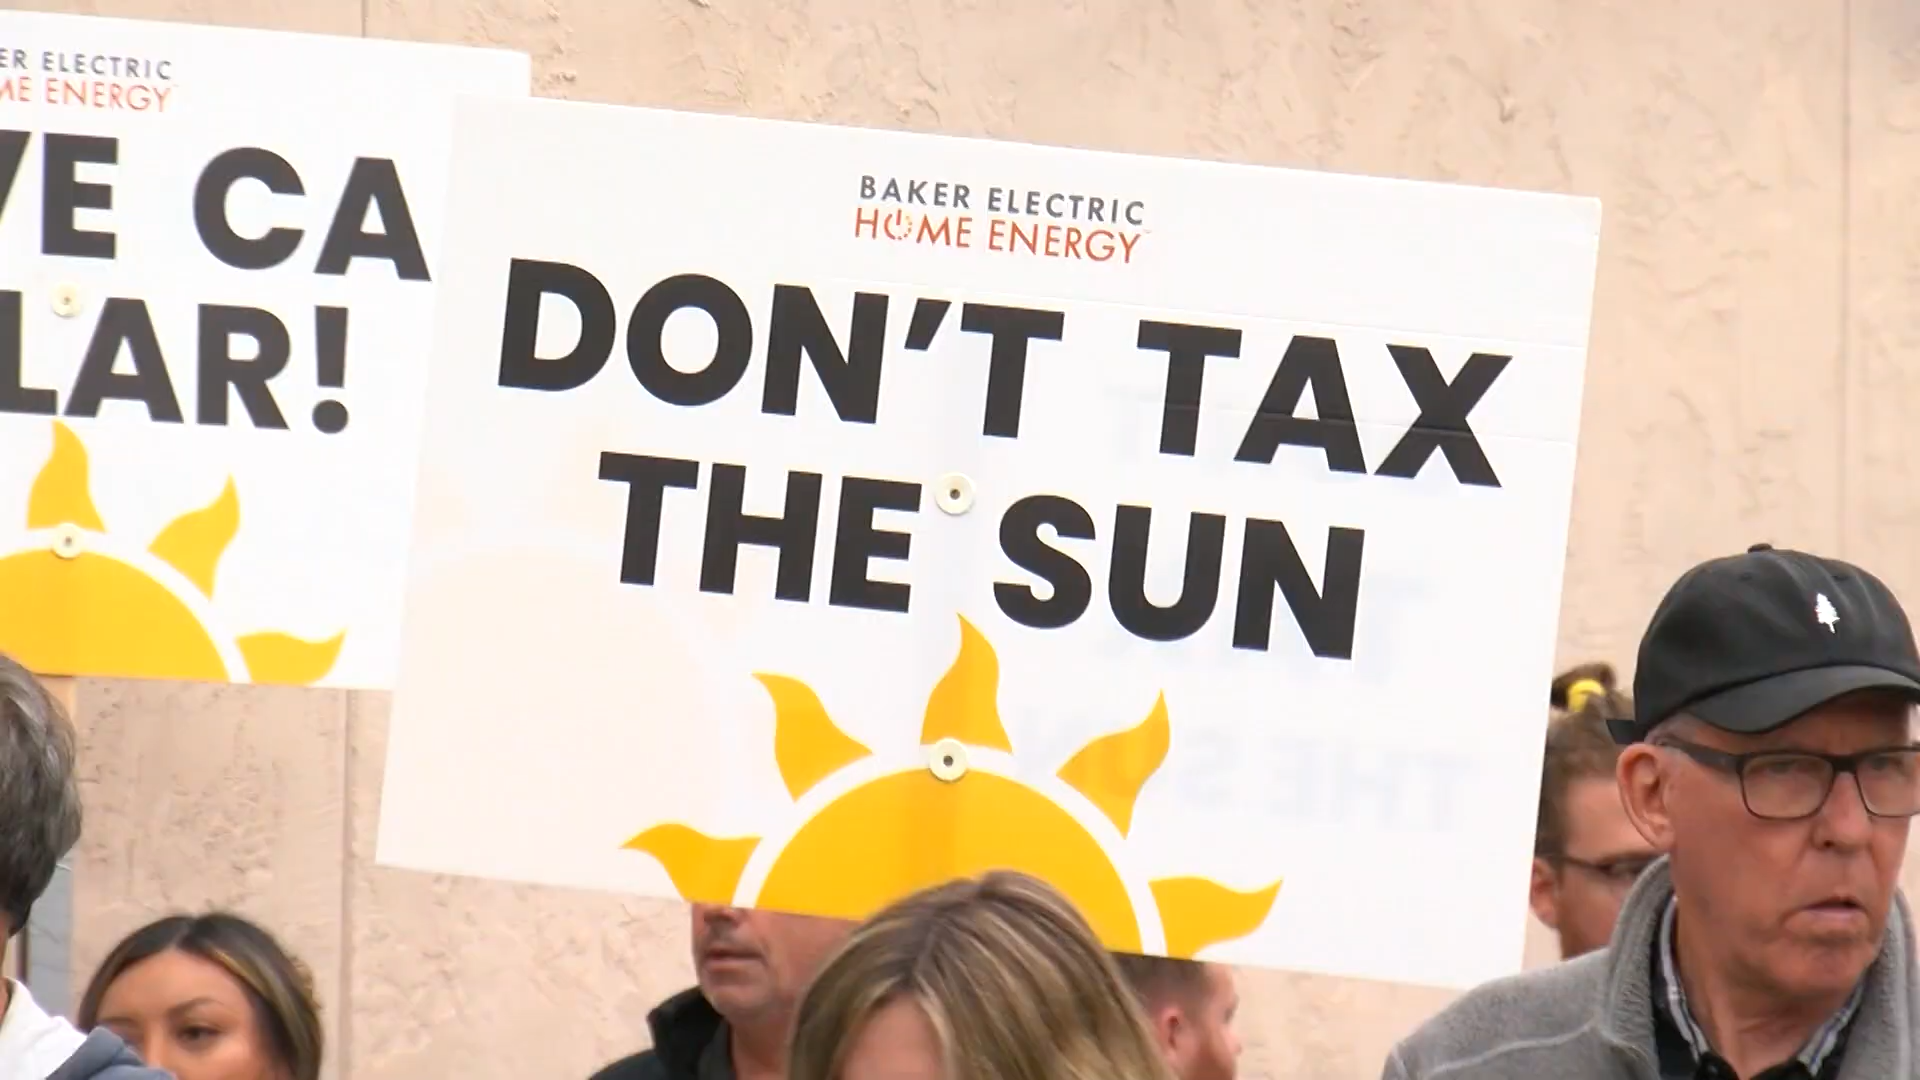 ER ELECTRIC
ME ENERGY
VE CA
LAR!
BAKER ELECTRIC
HOME ENERGY
DON'T TAX
THE SUN